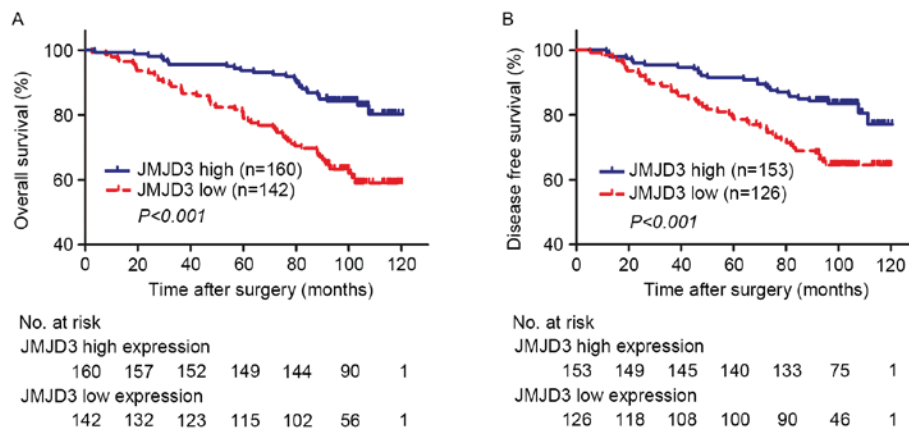 A
Overall survival (%)
100
80
60
40
JMJD3 high (n=160)
JMJD3 low (n=142)
P<0.001
0 20 40 60 80 100 120
Time after surgery (months)
No. at risk
JMJD3 high expression
160 157 152 149 144 90 1
JMJD3 low expression
142 132 123 115 102 56 1
B
Disease free survival (%)
100
80
60
40
JMJD3 high (n=153)
JMJD3 low (n=126)
P<0.001
0 20 40 60 80 100 120
Time after surgery (months)
No. at risk
JMJD3 high expression
153 149 145 140 133 75 1
JMJD3 low expression
126 118 108 100 90 46 1